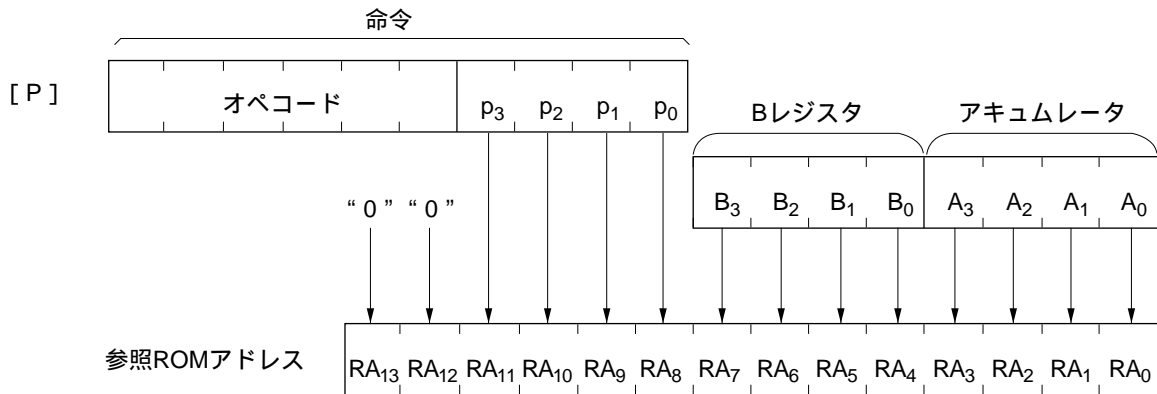 命令
[ P ]
オペコード p3 p2 p1 p0
Bレジスタ アキュムレータ
“ 0 ” “ 0 ” B3 B2 B1 B0 A3 A2 A1 A0
参照ROMアドレス RA13 RA12 RA11 RA10 RA9 RA8 RA7 RA6 RA5 RA4 RA3 RA2 RA1 RA0